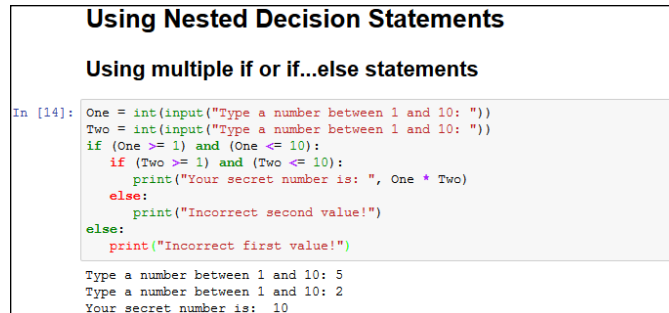 Using Nested Decision Statements
Using multiple if or if...else statements
In [14]: One = int(input("Type a number between 1 and 10: "))
Two = int(input("Type a number between 1 and 10: "))
if (One >= 1) and (One <= 10):
   if (Two >= 1) and (Two <= 10):
      print("Your secret number is: ", One * Two)
   else:
      print("Incorrect second value!")
else:
   print("Incorrect first value!")
Type a number between 1 and 10: 5
Type a number between 1 and 10: 2
Your secret number is:  10